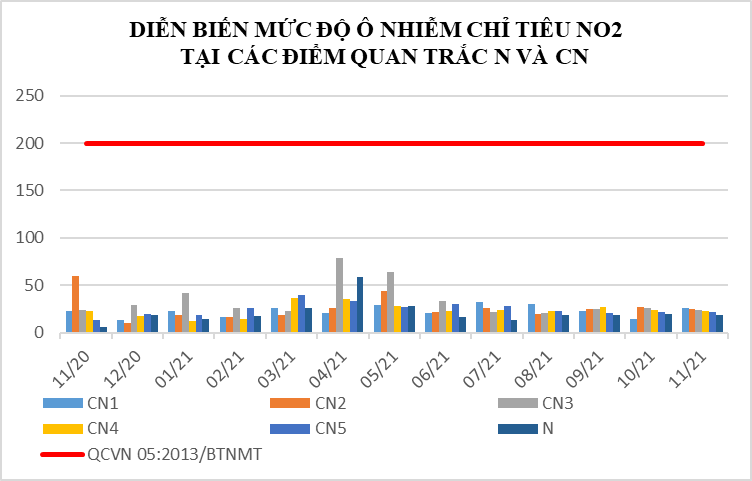 DIỄN BIẾN MỨC ĐỘ Ô NHIỄM CHỈ TIÊU NO2
TẠI CÁC ĐIỂM QUAN TRẮC N VÀ CN
250
200
150
100
50
0
11/20 12/20 01/21 02/21 03/21 04/21 05/21 06/21 07/21 08/21 09/21 10/21 11/21
CN1 CN2 CN3
CN4 CN5 N
QCVN 05:2013/BTNMT